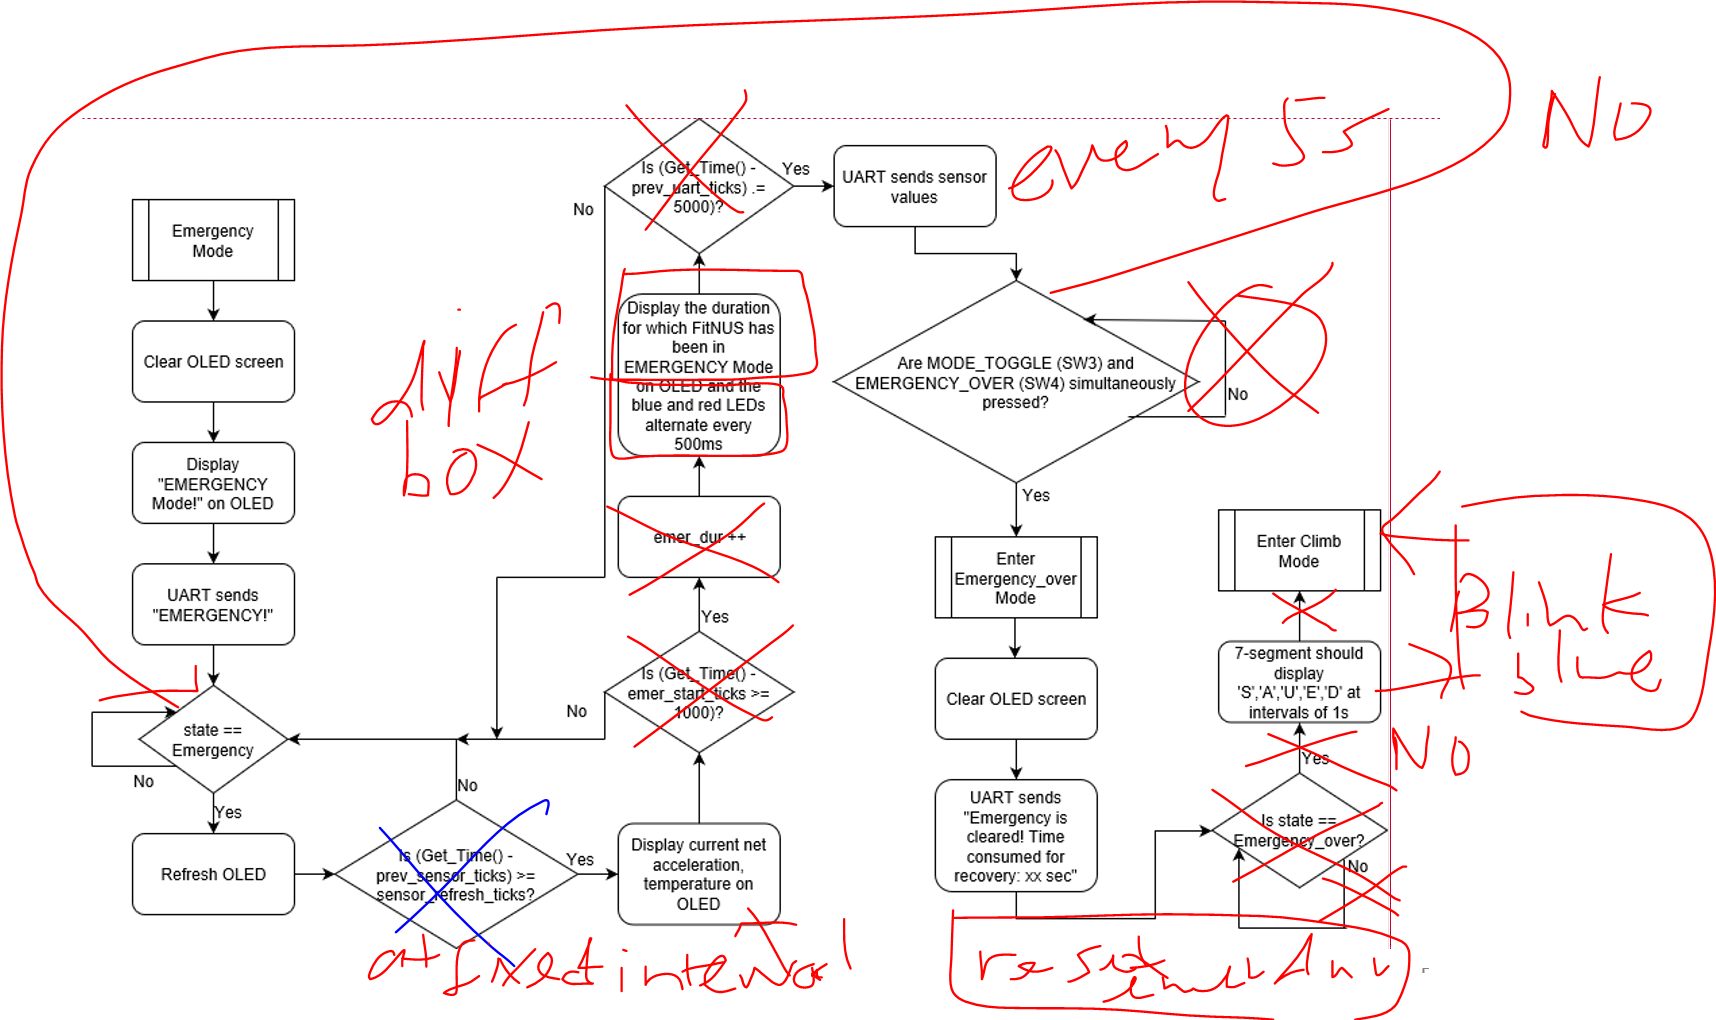 Emergency
Mode
Clear OLED screen
Display
"EMERGENCY
Mode!" on OLED
UART sends
"EMERGENCY!"
state ==
Emergency
No
Yes
Refresh OLED
Is (Get_Time() -
prev_sensor_ticks) >=
sensor_refresh_ticks?
No
Yes
at fixed interval
Display current net
acceleration,
temperature on
OLED
Is (Get_Time() -
emer_start_ticks >=
1000)?
No
Yes
emer_dur ++
diff
box
Display the duration
for which FitNUS has
been in
EMERGENCY Mode
on OLED and the
blue and red LEDs
alternate every
500ms
Is (Get_Time() -
prev_uart_ticks) .=
5000)?
No
Yes
UART sends sensor
values
every 5s
NO
Are MODE_TOGGLE (SW3) and
EMERGENCY_OVER (SW4) simultaneously
pressed?
No
Yes
Enter
Emergency_over
Mode
Clear OLED screen
UART sends
"Emergency is
cleared! Time
consumed for
recovery: xx sec"
reset
Is state ==
Emergency_over?
No
Yes
NO
7-segment should
display
'S','A','U','E','D' at
intervals of 1s
Enter Climb
Mode
Blink
blue